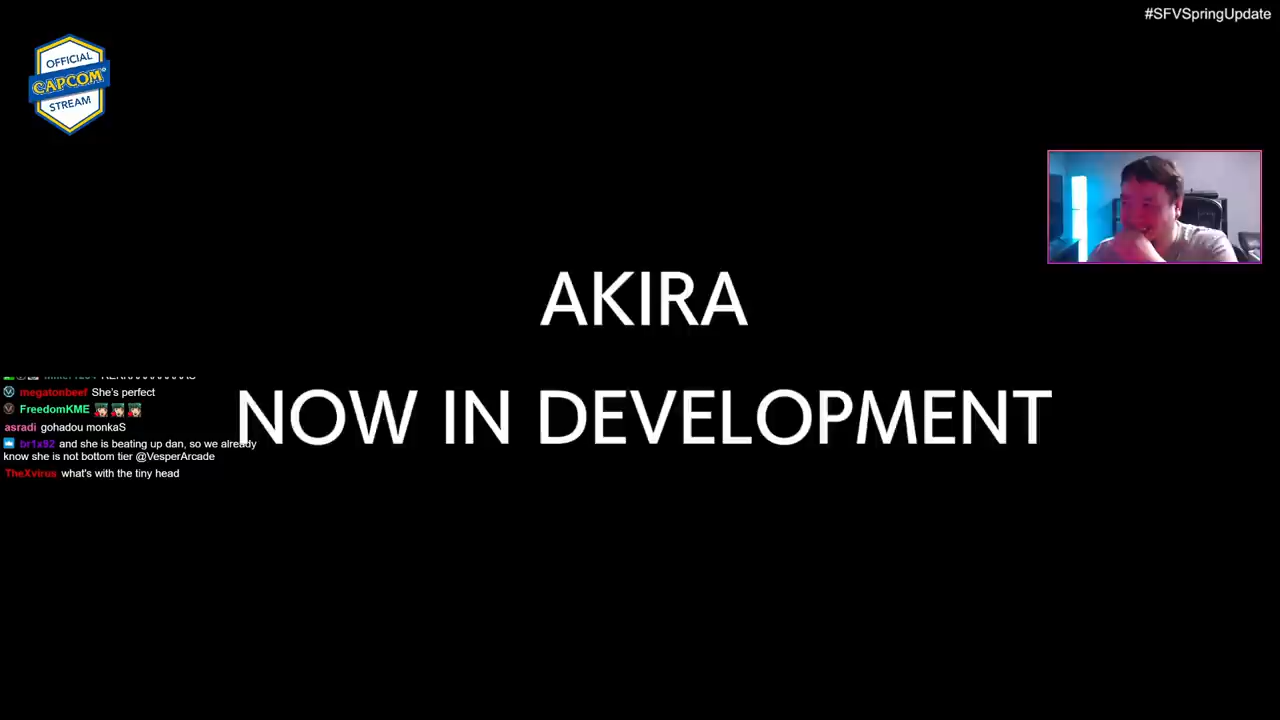 #SFVSpringUpdate
OFFICIAL
CAPCOM
STREAM
AKIRA
NOW IN DEVELOPMENT
megatonbeef She's perfect
FreedomKME
asradi gohadou monkaS
br1x92 and she is beating up dan, so we already
know she is not bottom tier @VesperArcade
TheXvirus what's with the tiny head